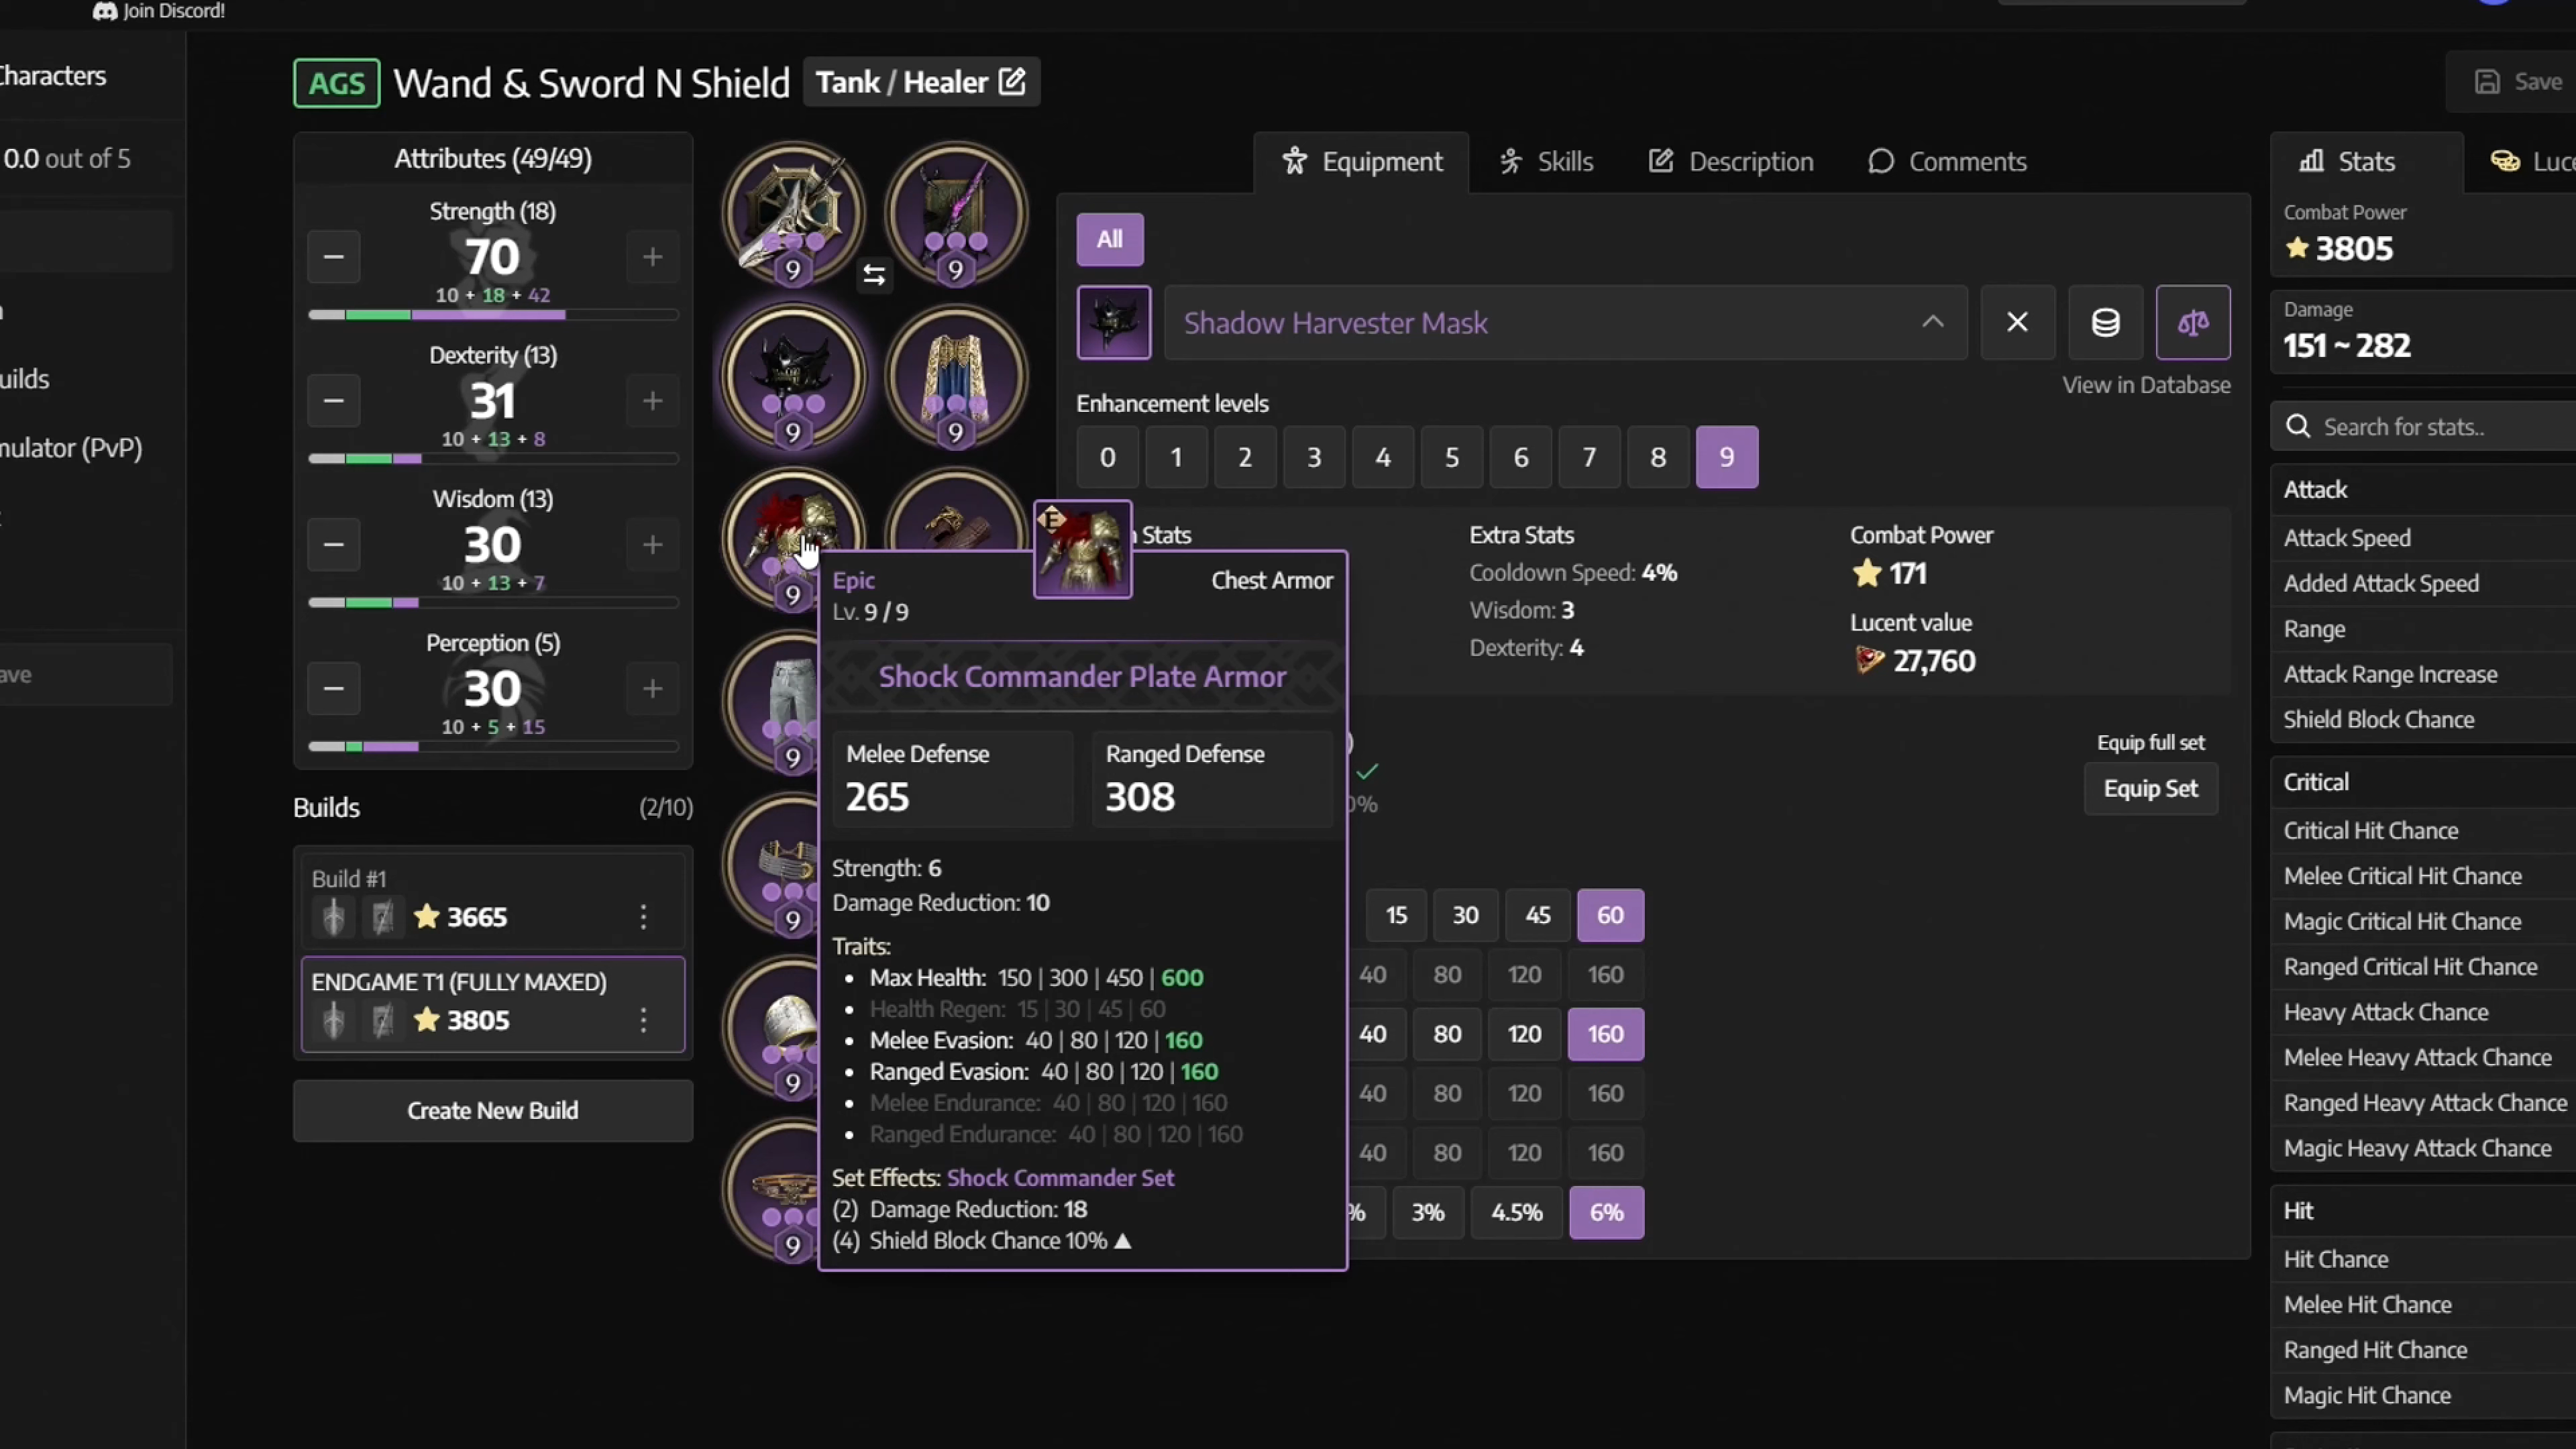 Join Discord!
Characters
0.0 out of 5
uilds
mulator (PvP)
ave
AGS Wand & Sword N Shield Tank / Healer
Save
Attributes (49/49)
Strength (18)
70
10 + 18 + 42
Dexterity (13)
31
10 + 13 + 8
Wisdom (13)
30
10 + 13 + 7
Perception (5)
30
10 + 5 + 15
Builds (2/10)
Build #1
3665
ENDGAME T1 (FULLY MAXED)
3805
Create New Build
9 9
9 9
9
9
9
9
9
Equipment Skills Description Comments
All
Shadow Harvester Mask
View in Database
Enhancement levels
0 1 2 3 4 5 6 7 8 9
Stats
Extra Stats
Cooldown Speed: 4%
Wisdom: 3
Dexterity: 4
Combat Power
171
Lucent value
27,760
Equip full set
Equip Set
0%
15 30 45 60
40 80 120 160
40 80 120 160
40 80 120 160
40 80 120 160
% 3% 4.5% 6%
E
Epic Chest Armor
Lv. 9 / 9
Shock Commander Plate Armor
Melee Defense
265
Ranged Defense
308
Strength: 6
Damage Reduction: 10
Traits:
• Max Health: 150 | 300 | 450 | 600
• Health Regen: 15 | 30 | 45 | 60
• Melee Evasion: 40 | 80 | 120 | 160
• Ranged Evasion: 40 | 80 | 120 | 160
• Melee Endurance: 40 | 80 | 120 | 160
• Ranged Endurance: 40 | 80 | 120 | 160
Set Effects: Shock Commander Set
(2) Damage Reduction: 18
(4) Shield Block Chance 10% ▲
Stats Luce
Combat Power
3805
Damage
151 ~ 282
Search for stats..
Attack
Attack Speed
Added Attack Speed
Range
Attack Range Increase
Shield Block Chance
Critical
Critical Hit Chance
Melee Critical Hit Chance
Magic Critical Hit Chance
Ranged Critical Hit Chance
Heavy Attack Chance
Melee Heavy Attack Chance
Ranged Heavy Attack Chance
Magic Heavy Attack Chance
Hit
Hit Chance
Melee Hit Chance
Ranged Hit Chance
Magic Hit Chance